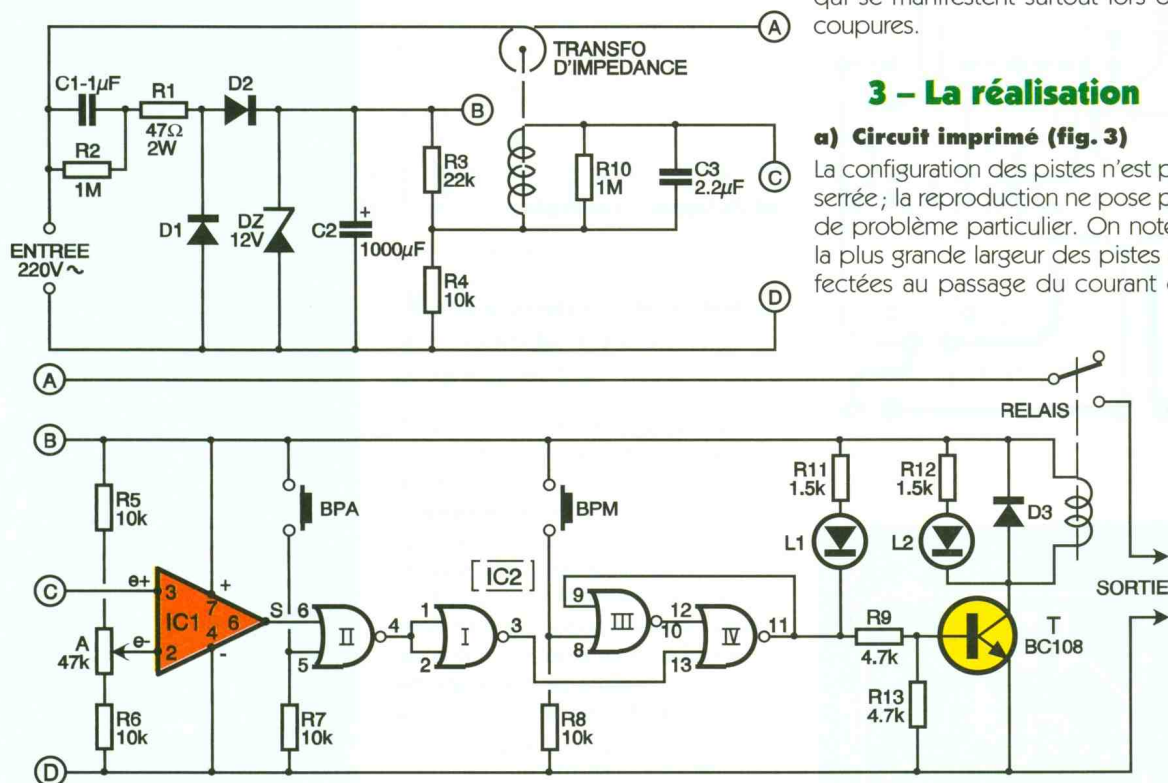 qui se manifestent surtout lors
coupures.
3 – La réalisation
a) Circuit imprimé (fig. 3)
La configuration des pistes n'est
serrée; la reproduction ne pose
de problème particulier. On
la plus grande largeur des pistes
fectées au passage du courant
A
TRANSFO
D'IMPEDANCE
C1-1µF
R1
47Ω
2W
D2
B
R2
1M
R3
22k
R10
1M
C3
2.2µF
C
D1
DZ
12V
C2
+
1000µF
ENTREE
220V ~
R4
10k
D
A
RELAIS
B
R5
10k
BPA
BPM
R11
1.5k
R12
1.5k
D3
L1
L2
[IC2]
C
e+
3
7
+
IC1
6
S
4
-
A
47k
e-
2
6
5
II
4
1
2
I
3
9
8
III
10
12
13
IV
11
R9
4.7k
T
BC108
SORTIE
R6
10k
R7
10k
R8
10k
R13
4.7k
D